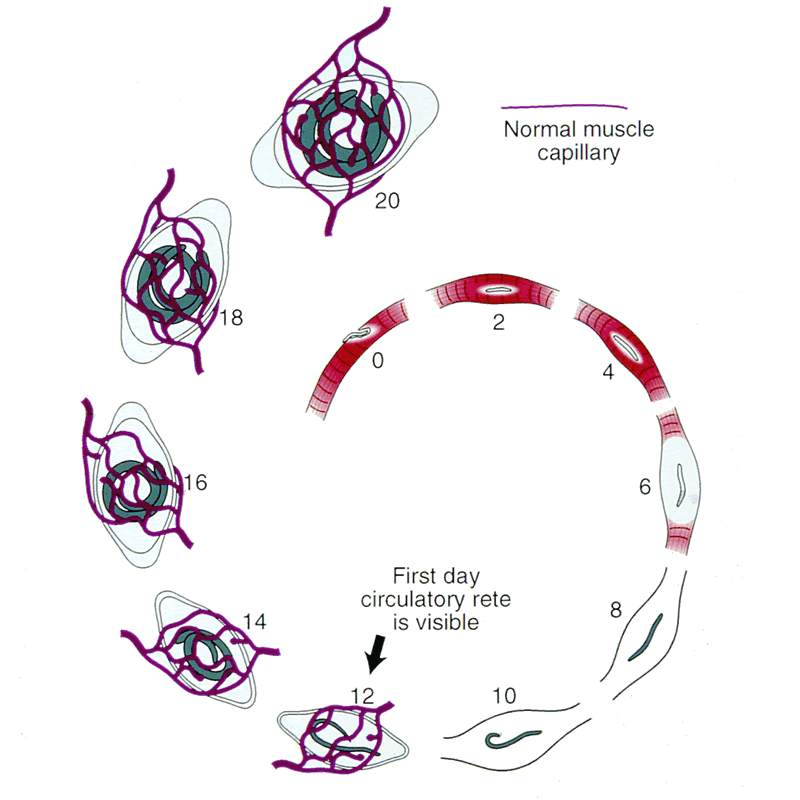 20
Normal muscle
capillary
18
0
2
4
16
6
First day
circulatory rete
is visible
14
8
12
10